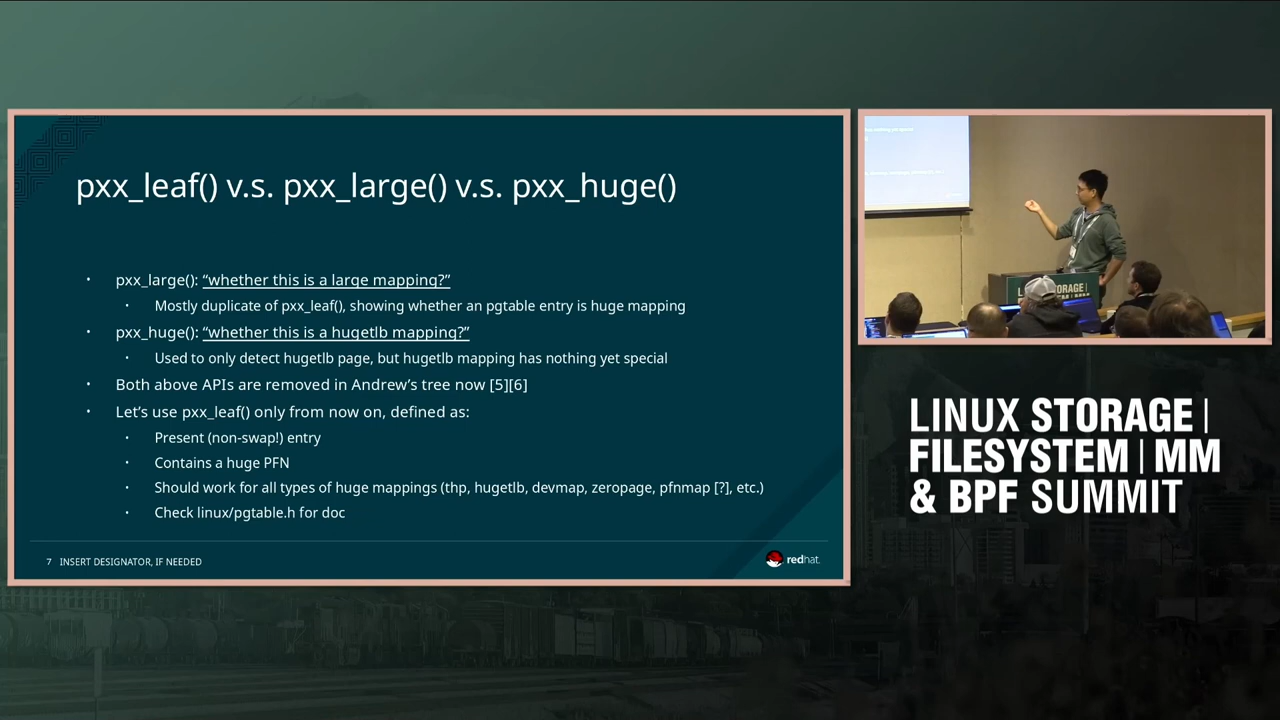 pxx_leaf() v.s. pxx_large() v.s. pxx_huge()
• pxx_large(): “whether this is a large mapping?”
• Mostly duplicate of pxx_leaf(), showing whether an pgtable entry is huge mapping
• pxx_huge(): “whether this is a hugetlb mapping?”
• Used to only detect hugetlb page, but hugetlb mapping has nothing yet special
• Both above APIs are removed in Andrew’s tree now [5][6]
• Let’s use pxx_leaf() only from now on, defined as:
• Present (non-swap!) entry
• Contains a huge PFN
• Should work for all types of huge mappings (thp, hugetlb, devmap, zeropage, pfnmap [?], etc.)
• Check linux/pgtable.h for doc
7 INSERT DESIGNATOR, IF NEEDED
redhat.
LINUX STORAGE |
FILESYSTEM | MM
& BPF SUMMIT